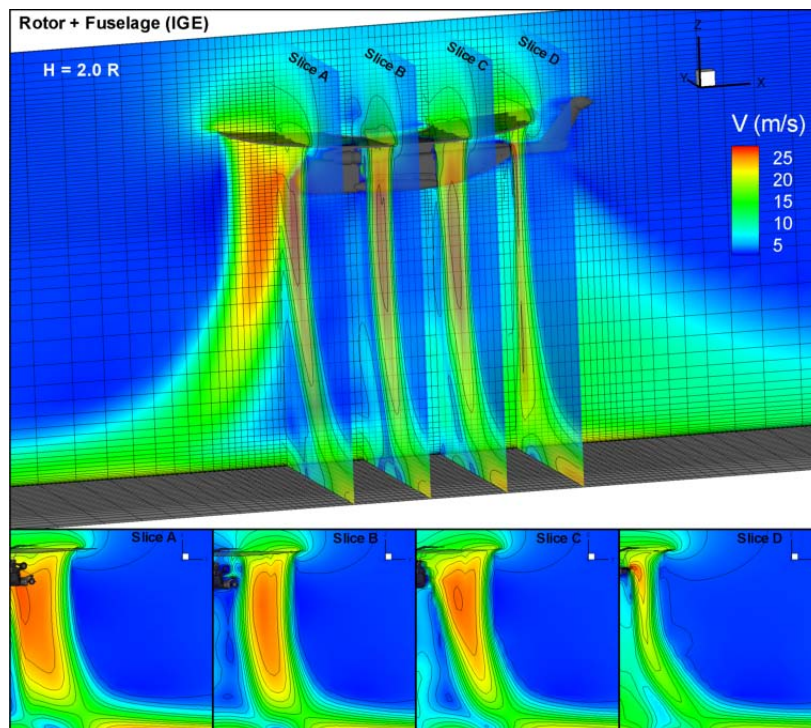 Rotor + Fuselage (IGE)
H = 2.0 R
Slice A
Slice B
Slice C
Slice D
Z
Y
X
V (m/s)
25
20
15
10
5
Slice A
Slice B
Slice C
Slice D